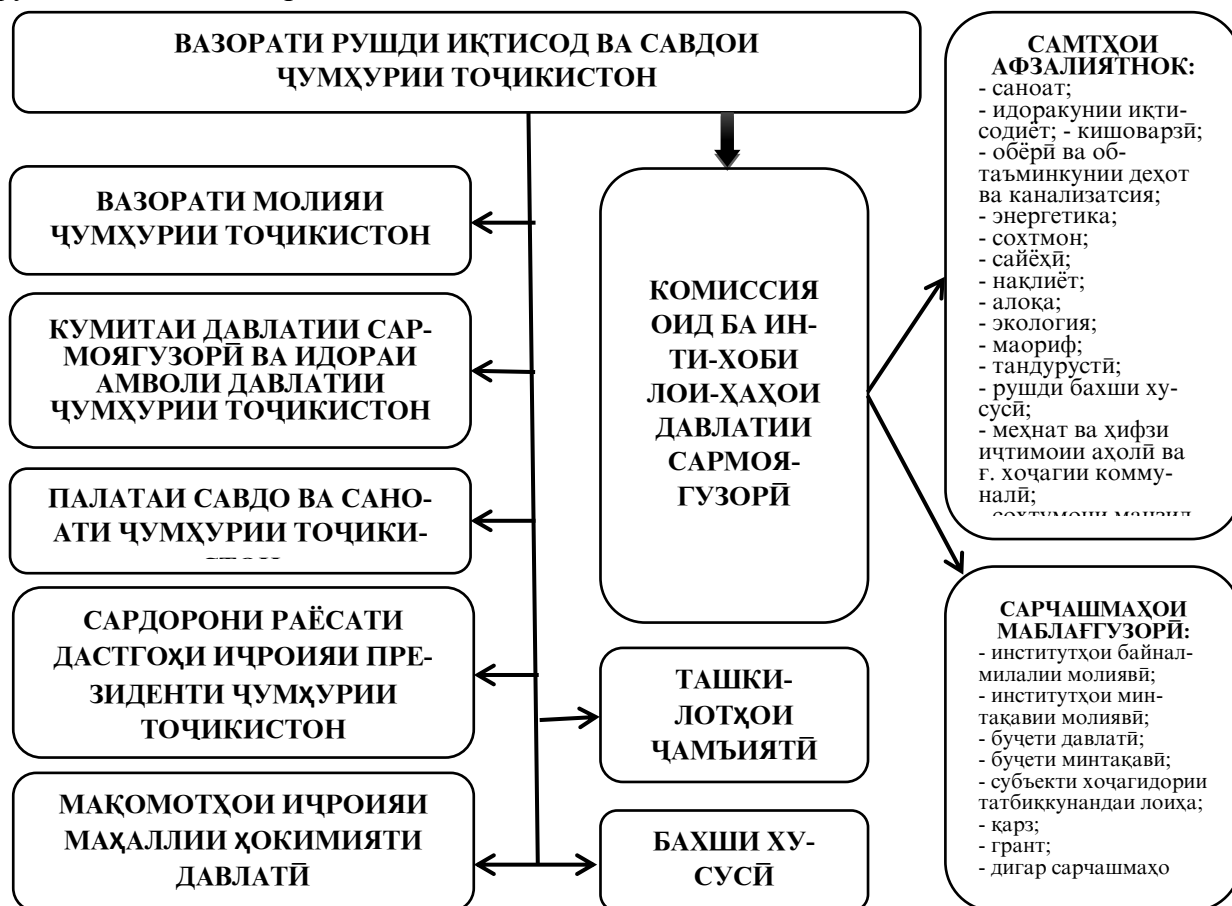 ВАЗОРАТИ РУШДИ ИҚТИСОД ВА САВДОИ
ҶУМҲУРИИ ТОҶИКИСТОН
ВАЗОРАТИ МОЛИЯИ
ҶУМҲУРИИ ТОҶИКИСТОН
КУМИТАИ ДАВЛАТИИ САР-
МОЯГУЗОРӢ ВА ИДОРАИ
АМВОЛИ ДАВЛАТИИ
ҶУМҲУРИИ ТОҶИКИСТОН
ПАЛАТАИ САВДО ВА САНО-
АТИ ҶУМҲУРИИ ТОҶИКИ-
СТОН
САРДОРОНИ РАЁСАТИ
ДАСТГОҲИ ИҶРОИЯИ ПРЕ-
ЗИДЕНТИ ҶУМҲУРИИ
ТОҶИКИСТОН
МАҚОМОТҲОИ ИҶРОИЯИ
МАҲАЛЛИИ ҲОКИМИЯТИ
ДАВЛАТӢ
КОМИССИЯ
ОИД БА ИН-
ТИ-ХОБИ
ЛОИ-ҲАҲОИ
ДАВЛАТИИ
САРМОЯ-
ГУЗОРӢ
ТАШКИ-
ЛОТҲОИ
ҶАМЪИЯТӢ
БАХШИ ХУ-
СУСӢ
САМТҲОИ
АФЗАЛИЯТНОК:
- саноат;
- идоракунии иқти-
содиёт; - кишоварзӣ;
- обёрӣ ва об-
таъминкунии деҳот
ва канализатсия;
- энергетика;
- сохтмон;
- сайёҳӣ;
- нақлиёт;
- алоқа;
- экология;
- маориф;
- тандурустӣ;
- рушди бахши ху-
сусӣ;
- меҳнат ва ҳифзи
иҷтимоии аҳолӣ ва
ғ. хоҷагии комму-
налӣ;
- сохтумони манзил
САРЧАШМАҲОИ
МАБЛАҒГУЗОРӢ:
- институтҳои байнал-
милалии молиявӣ;
- институтҳои мин-
тақавии молиявӣ;
- буҷети давлатӣ;
- буҷети минтақавӣ;
- субъекти хоҷагидории
татбиққунандаи лоиҳа;
- қарз;
- грант;
- дигар сарчашмаҳо